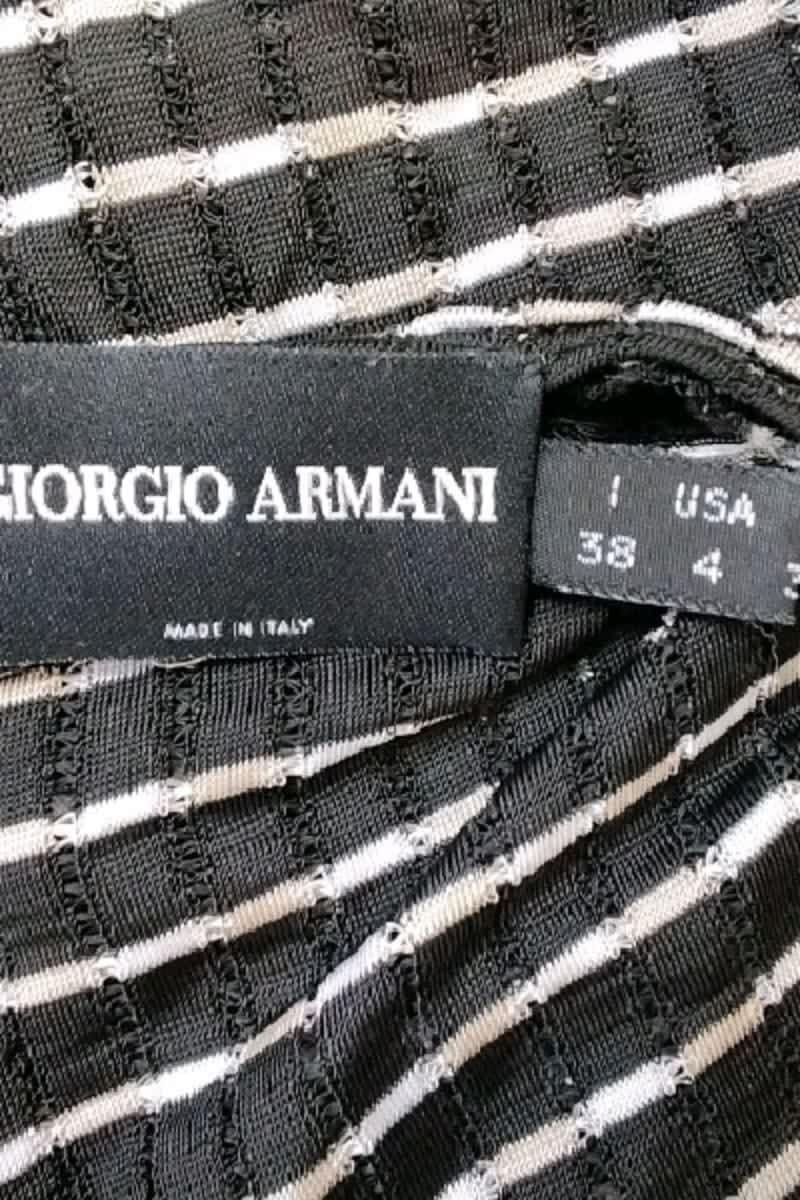 GIORGIO ARMANI
MADE IN ITALY
I USA
38 4